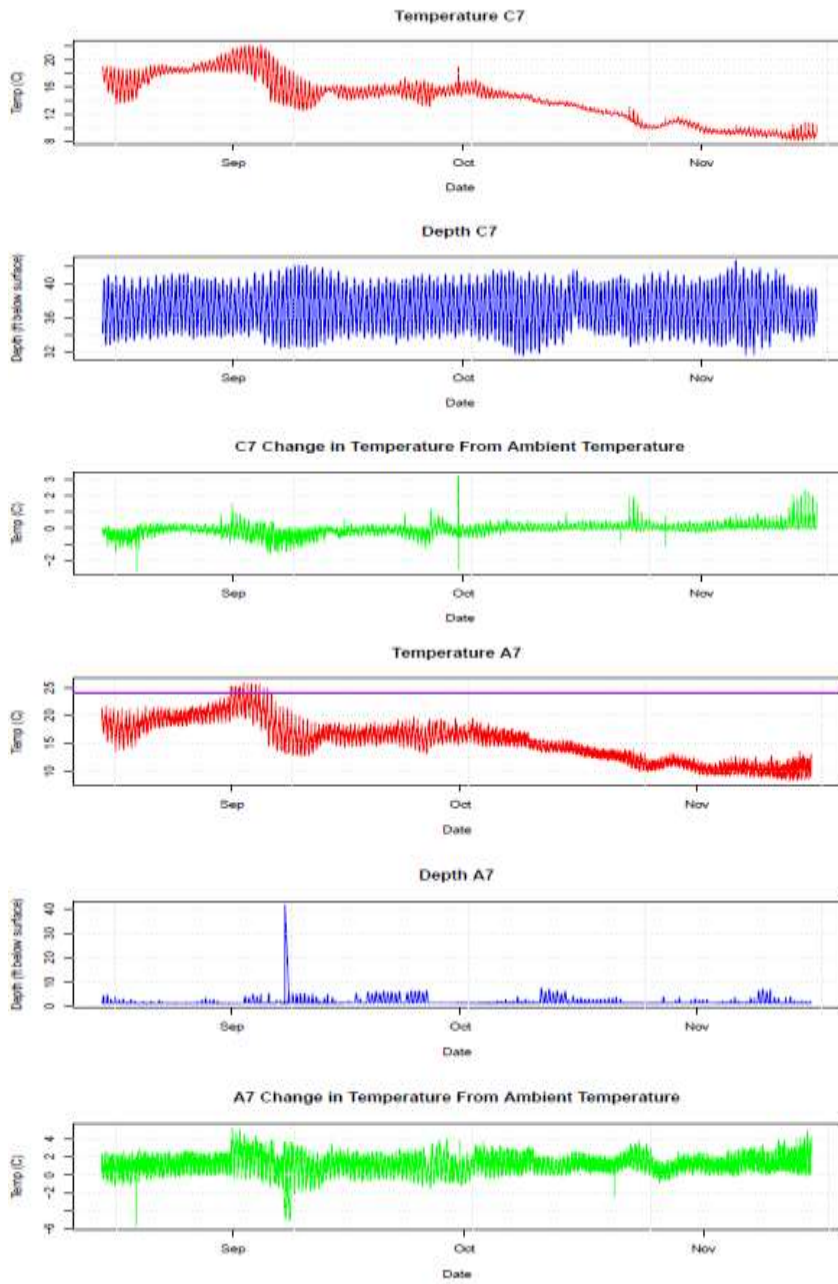 Temperature C7
Temp (C)
8 12 16 20
Sep Oct Nov
Date
Depth C7
Depth (ft below surface)
32 36 40
Sep Oct Nov
Date
C7 Change in Temperature From Ambient Temperature
Temp (C)
-2 0 1 2 3
Sep Oct Nov
Date
Temperature A7
Temp (C)
10 15 20 25
Sep Oct Nov
Date
Depth A7
Depth (ft below surface)
0 10 20 30 40
Sep Oct Nov
Date
A7 Change in Temperature From Ambient Temperature
Temp (C)
-6 -2 0 2 4
Sep Oct Nov
Date